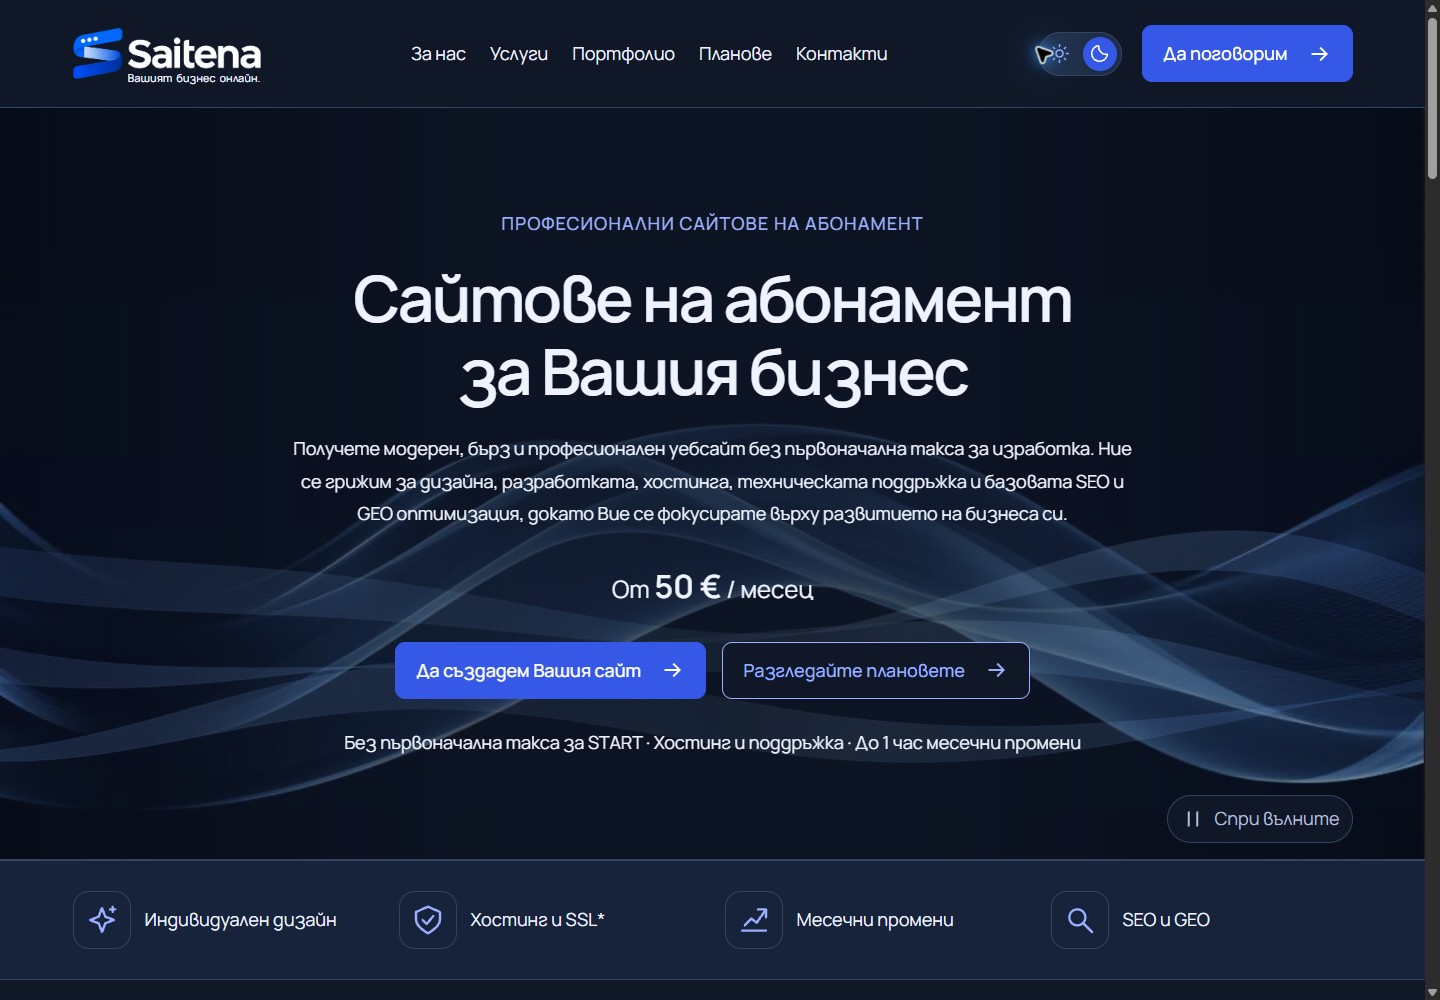 Saitena
Вашият бизнес онлайн.
За нас
Услуги
Портфолио
Планове
Контакти
Да поговорим
ПРОФЕСИОНАЛНИ САЙТОВЕ НА АБОНАМЕНТ
Сайтове на абонамент
за Вашия бизнес
Получете модерен, бърз и професионален уебсайт без първоначална такса за изработка. Ние
се грижим за дизайна, разработката, хостинга, техническата поддръжка и базовата SEO и
GEO оптимизация, докато Вие се фокусирате върху развитието на бизнеса си.
От 50 € / месец
Да създадем Вашия сайт
Разгледайте плановете
Без първоначална такса за START · Хостинг и поддръжка · До 1 час месечни промени
Спри вълните
Индивидуален дизайн
Хостинг и SSL*
Месечни промени
SEO и GEO